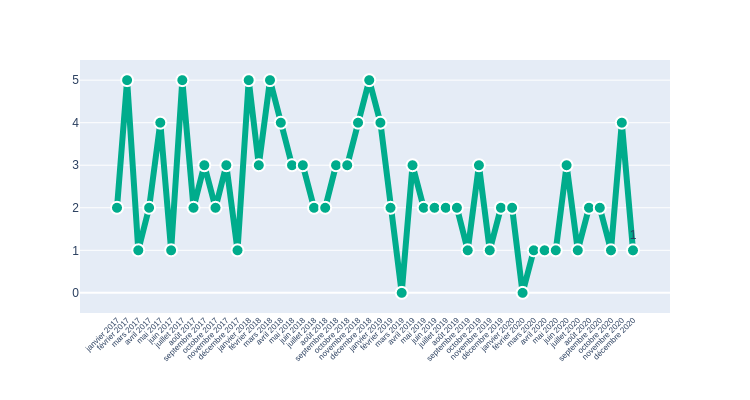 5
4
3
2
1
0
1
janvier 2017
février 2017
mars 2017
avril 2017
mai 2017
juin 2017
juillet 2017
août 2017
septembre 2017
octobre 2017
novembre 2017
décembre 2017
janvier 2018
février 2018
mars 2018
avril 2018
mai 2018
juin 2018
juillet 2018
août 2018
septembre 2018
octobre 2018
novembre 2018
décembre 2018
janvier 2019
février 2019
mars 2019
avril 2019
mai 2019
juin 2019
juillet 2019
août 2019
septembre 2019
octobre 2019
novembre 2019
décembre 2019
janvier 2020
février 2020
mars 2020
avril 2020
mai 2020
juin 2020
juillet 2020
août 2020
septembre 2020
octobre 2020
novembre 2020
décembre 2020